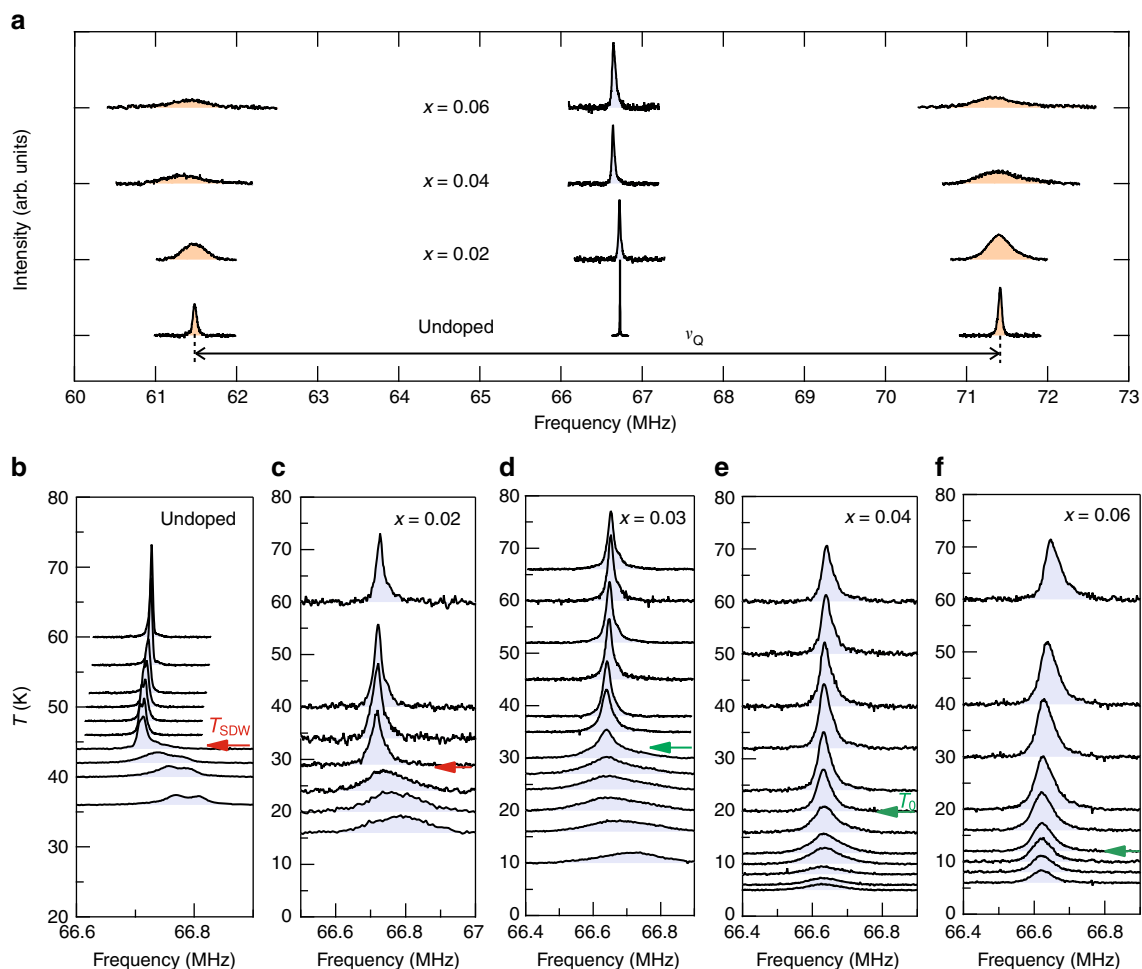 a
Intensity (arb. units)
x = 0.06
x = 0.04
x = 0.02
Undoped
νQ
60 61 62 63 64 65 66 67 68 69 70 71 72 73
Frequency (MHz)
b
T (K)
80
70
60
50
40
30
20
Undoped
TSDW
66.6 66.8
Frequency (MHz)
c
80
70
60
50
40
30
20
10
0
x = 0.02
66.6 66.8 67
Frequency (MHz)
d
80
70
60
50
40
30
20
10
0
x = 0.03
66.4 66.6 66.8
Frequency (MHz)
e
80
70
60
50
40
30
20
10
0
x = 0.04
T0
66.4 66.6 66.8
Frequency (MHz)
f
80
70
60
50
40
30
20
10
0
x = 0.06
66.4 66.6 66.8
Frequency (MHz)